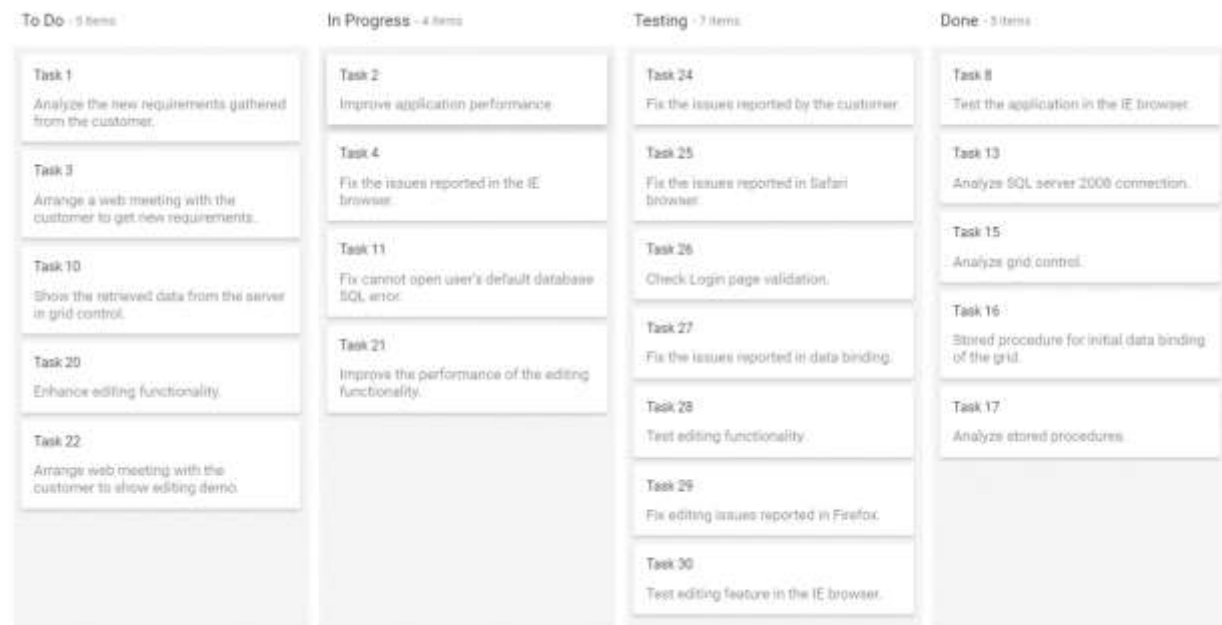 To Do - 5 items
Task 1
Analyze the new requirements gathered
from the customer.
Task 3
Arrange a web meeting with the
customer to get new requirements.
Task 10
Show the retrieved data from the server
in grid control.
Task 20
Enhance editing functionality.
Task 22
Arrange web meeting with the
customer to show editing demo.
In Progress - 4 items
Task 2
Improve application performance
Task 4
Fix the issues reported in the IE
browser.
Task 11
Fix cannot open user's default database
SQL error.
Task 21
Improve the performance of the editing
functionality.
Testing - 7 items
Task 24
Fix the issues reported by the customer.
Task 25
Fix the issues reported in Safari
browser.
Task 26
Check Login page validation.
Task 27
Fix the issues reported in data binding.
Task 28
Test editing functionality.
Task 29
Fix editing issues reported in Firefox.
Task 30
Test editing feature in the IE browser.
Done - 5 items
Task 8
Test the application in the IE browser.
Task 13
Analyze SQL server 2008 connection.
Task 15
Analyze grid control.
Task 16
Stored procedure for initial data binding
of the grid.
Task 17
Analyze stored procedures.